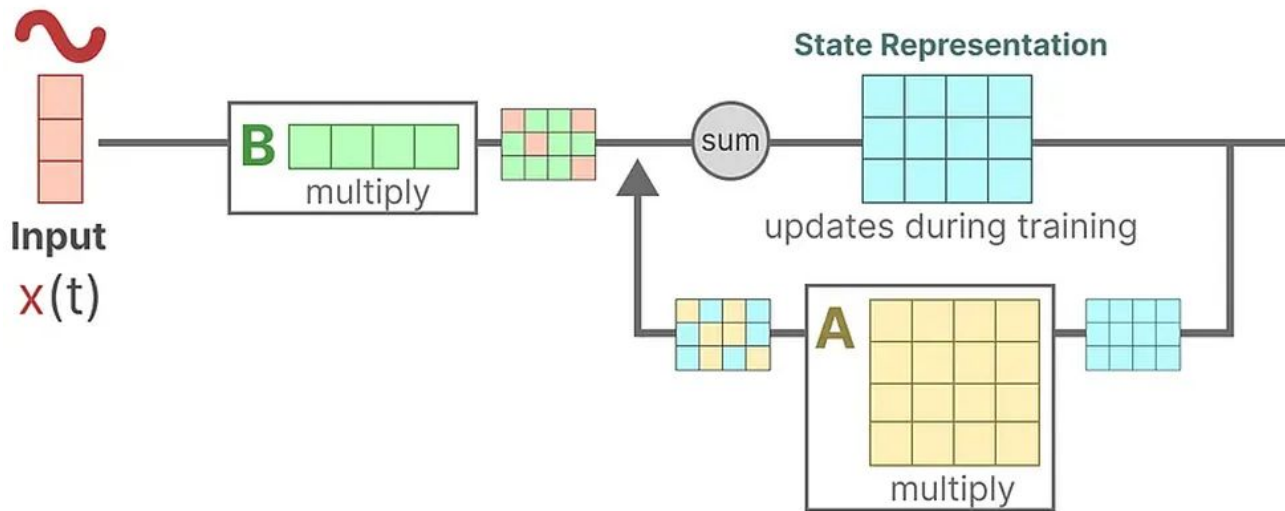 State Representation
B
multiply
sum
updates during training
Input
x(t)
A
multiply